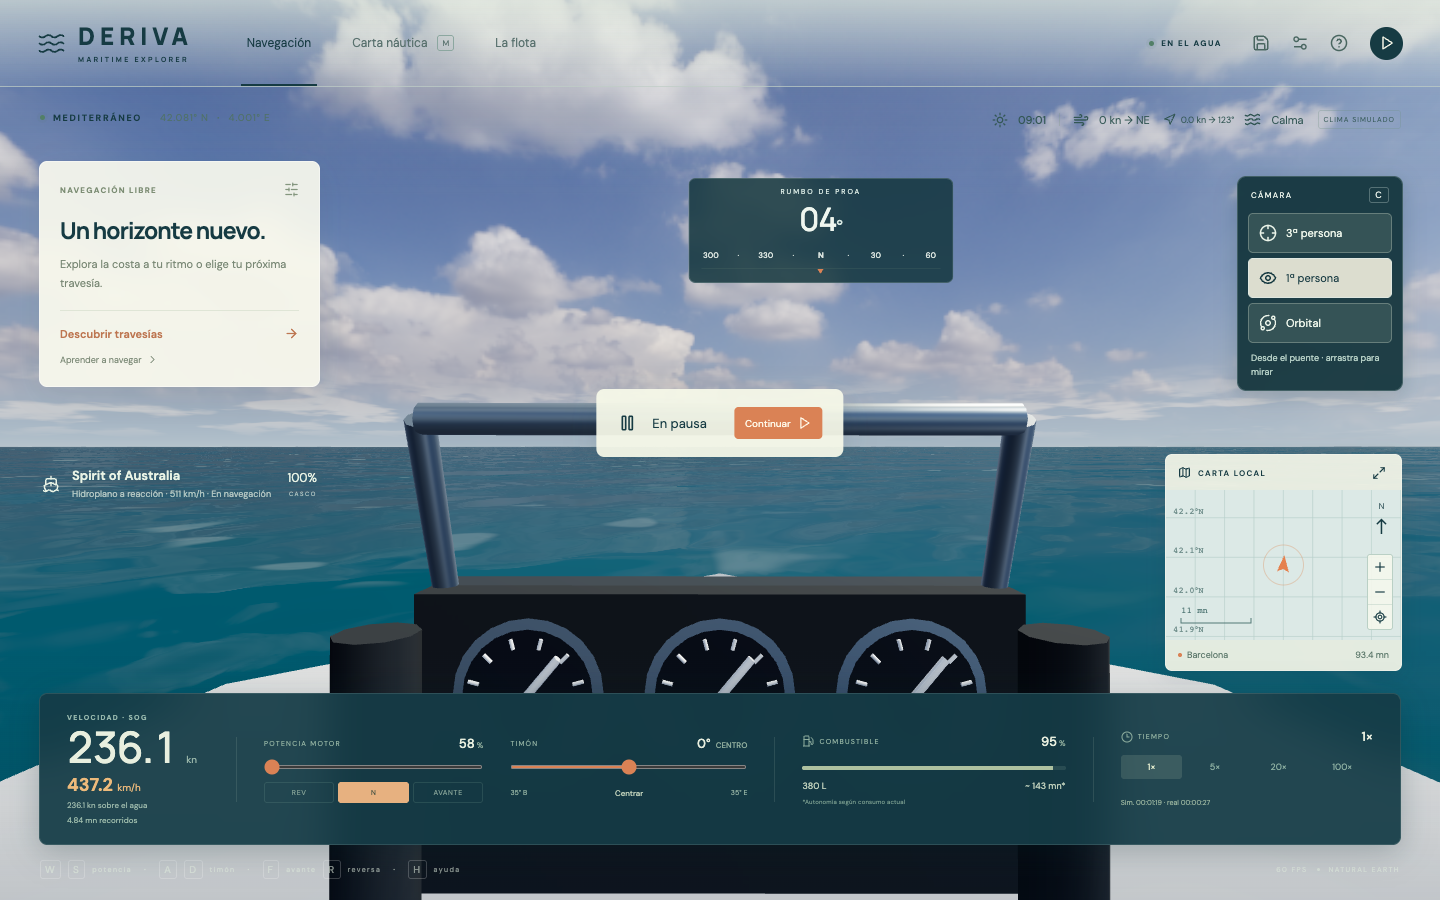 DERIVA
MARITIME EXPLORER
Navegación
Carta náutica M
La flota
EN EL AGUA
MEDITERRÁNEO
09:01
0 kn → NE
0.0 kn → 123°
Calma
CLIMA SIMULADO
NAVEGACIÓN LIBRE
Un horizonte nuevo.
Explora la costa a tu ritmo o elige tu próxima
travesía.
Descubrir travesías
Aprender a navegar
RUMBO DE PROA
04°
300 · 330 · N · 30 · 60
CÁMARA C
3ª persona
1ª persona
Orbital
Desde el puente · arrastra para
mirar
En pausa
Continuar
Spirit of Australia
Hidroplano a reacción · 511 km/h · En navegación
100%
CASCO
CARTA LOCAL
N
42.2°N
42.1°N
42.0°N
11 mn
41.9°N
Barcelona 93.4 mn
VELOCIDAD · SOG
236.1 kn
437.2 km/h
236.1 kn sobre el agua
4.84 mn recorridos
POTENCIA MOTOR 58 %
REV N AVANTE
TIMÓN 0° CENTRO
35° B Centrar 35° E
COMBUSTIBLE 95 %
380 L ~ 143 mn*
*Autonomía según consumo actual
TIEMPO 1×
1× 5× 20× 100×
Sim. 00:01:19 · real 00:00:27
W S potencia · A D timón · F avante R reversa · H ayuda
NATURAL EARTH